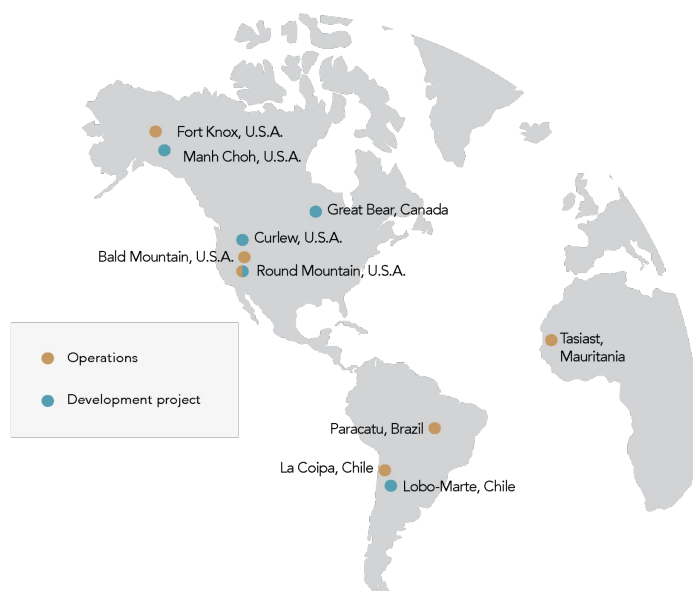 Fort Knox, U.S.A.
Manh Choh, U.S.A.
Great Bear, Canada
Curlew, U.S.A.
Bald Mountain, U.S.A.
Round Mountain, U.S.A.
Operations
Development project
Tasiast,
Mauritania
Paracatu, Brazil
La Coipa, Chile
Lobo-Marte, Chile